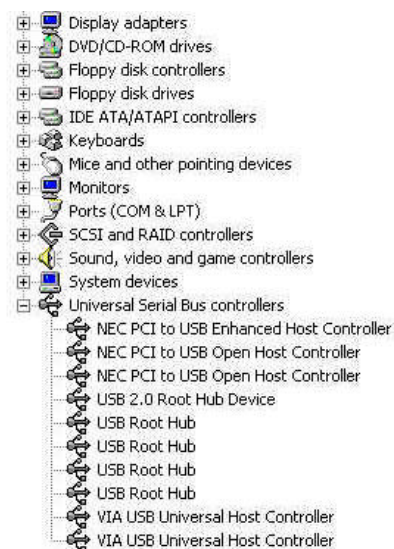 Display adapters
DVD/CD-ROM drives
Floppy disk controllers
Floppy disk drives
IDE ATA/ATAPI controllers
Keyboards
Mice and other pointing devices
Monitors
Ports (COM & LPT)
SCSI and RAID controllers
Sound, video and game controllers
System devices
Universal Serial Bus controllers
NEC PCI to USB Enhanced Host Controller
NEC PCI to USB Open Host Controller
NEC PCI to USB Open Host Controller
USB 2.0 Root Hub Device
USB Root Hub
USB Root Hub
USB Root Hub
USB Root Hub
VIA USB Universal Host Controller
VIA USB Universal Host Controller